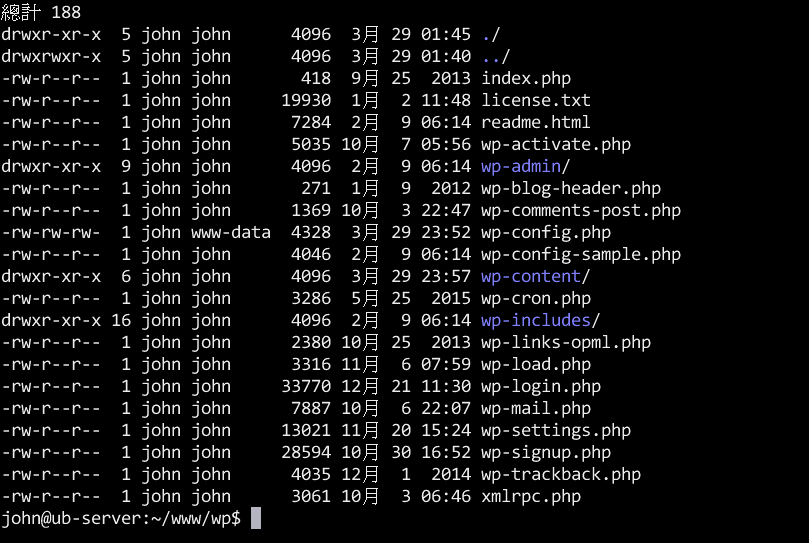 總計 188
drwxr-xr-x  5 john john      4096  3月 29 01:45 ./
drwxrwxr-x  5 john john      4096  3月 29 01:40 ../
-rw-r--r--  1 john john       418  9月 25  2013 index.php
-rw-r--r--  1 john john     19930  1月  2 11:48 license.txt
-rw-r--r--  1 john john      7284  2月  9 06:14 readme.html
-rw-r--r--  1 john john      5035 10月  7 05:56 wp-activate.php
drwxr-xr-x  9 john john      4096  2月  9 06:14 wp-admin/
-rw-r--r--  1 john john       271  1月  9  2012 wp-blog-header.php
-rw-r--r--  1 john john      1369 10月  3 22:47 wp-comments-post.php
-rw-rw-rw-  1 john www-data  4328  3月 29 23:52 wp-config.php
-rw-r--r--  1 john john      4046  2月  9 06:14 wp-config-sample.php
drwxr-xr-x  6 john john      4096  3月 29 23:57 wp-content/
-rw-r--r--  1 john john      3286  5月 25  2015 wp-cron.php
drwxr-xr-x 16 john john      4096  2月  9 06:14 wp-includes/
-rw-r--r--  1 john john      2380 10月 25  2013 wp-links-opml.php
-rw-r--r--  1 john john      3316 11月  6 07:59 wp-load.php
-rw-r--r--  1 john john     33770 12月 21 11:30 wp-login.php
-rw-r--r--  1 john john      7887 10月  6 22:07 wp-mail.php
-rw-r--r--  1 john john     13021 11月 20 15:24 wp-settings.php
-rw-r--r--  1 john john     28594 10月 30 16:52 wp-signup.php
-rw-r--r--  1 john john      4035 12月  1  2014 wp-trackback.php
-rw-r--r--  1 john john      3061 10月  3 06:46 xmlrpc.php
john@ub-server:~/www/wp$